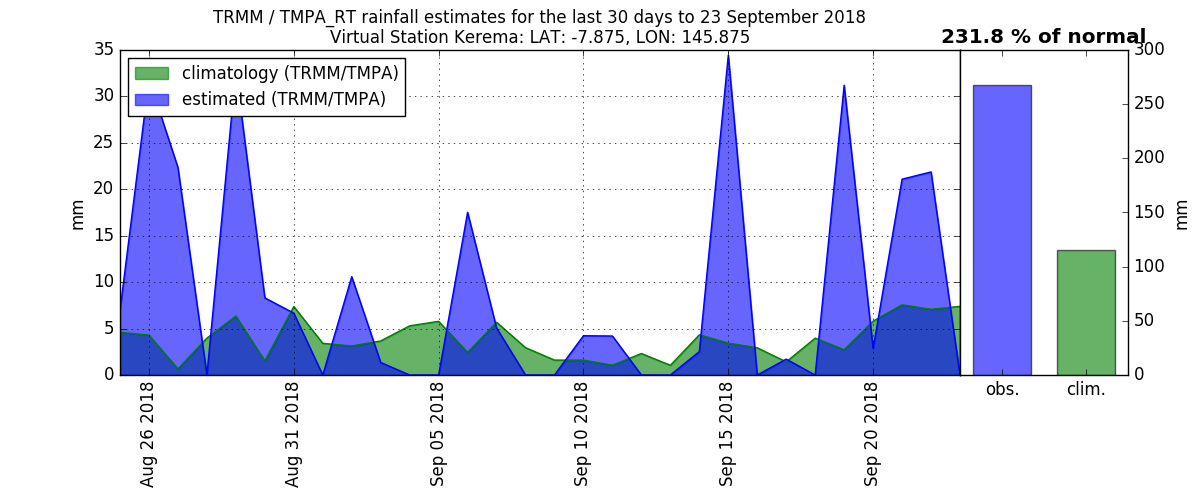 TRMM / TMPA_RT rainfall estimates for the last 30 days to 23 September 2018
Virtual Station Kerema: LAT: -7.875, LON: 145.875
231.8 % of normal
climatology (TRMM/TMPA)
estimated (TRMM/TMPA)
mm
35
30
25
20
15
10
5
0
Aug 26 2018
Aug 31 2018
Sep 05 2018
Sep 10 2018
Sep 15 2018
Sep 20 2018
300
250
200
150
100
50
0
mm
obs.
clim.